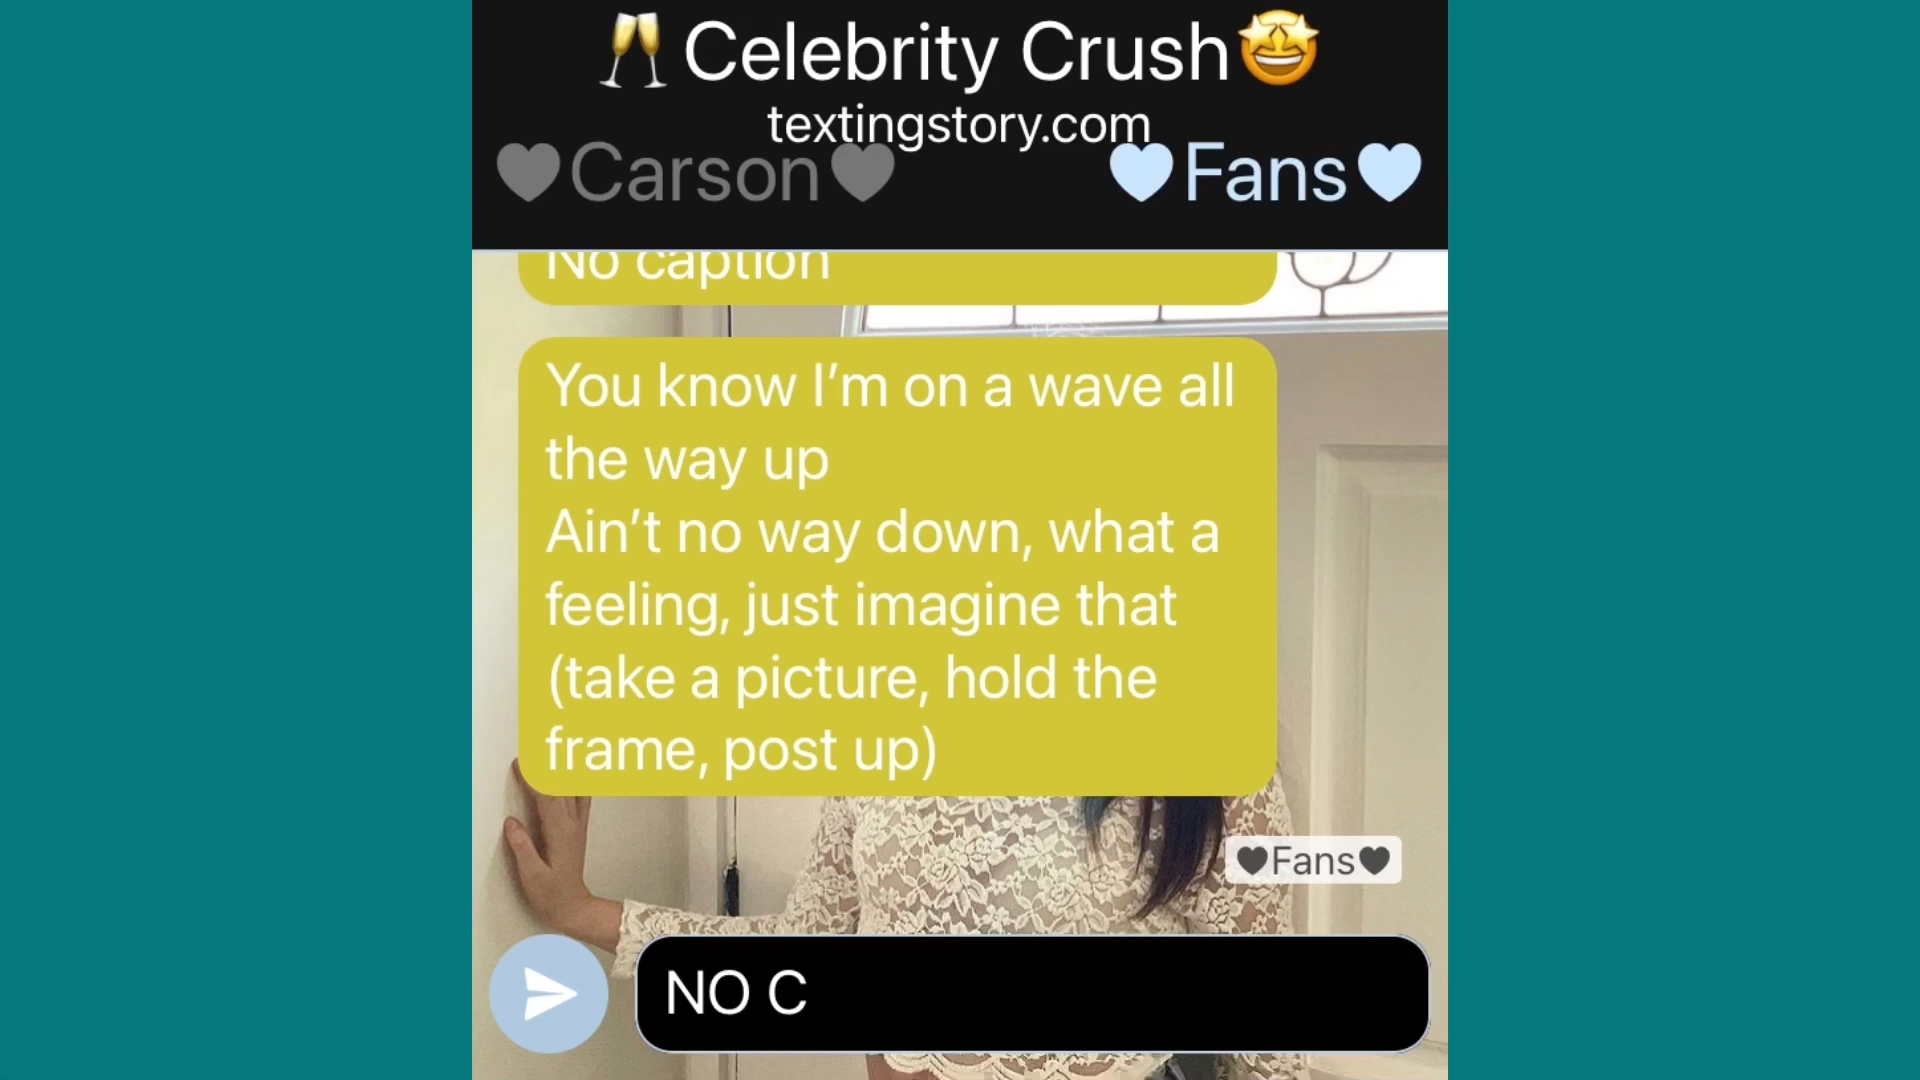 🥂Celebrity Crush🤩
textingstory.com
♥Carson♥ ♥Fans♥
No caption
You know I’m on a wave all
the way up
Ain’t no way down, what a
feeling, just imagine that
(take a picture, hold the
frame, post up)
♥Fans♥
NO C